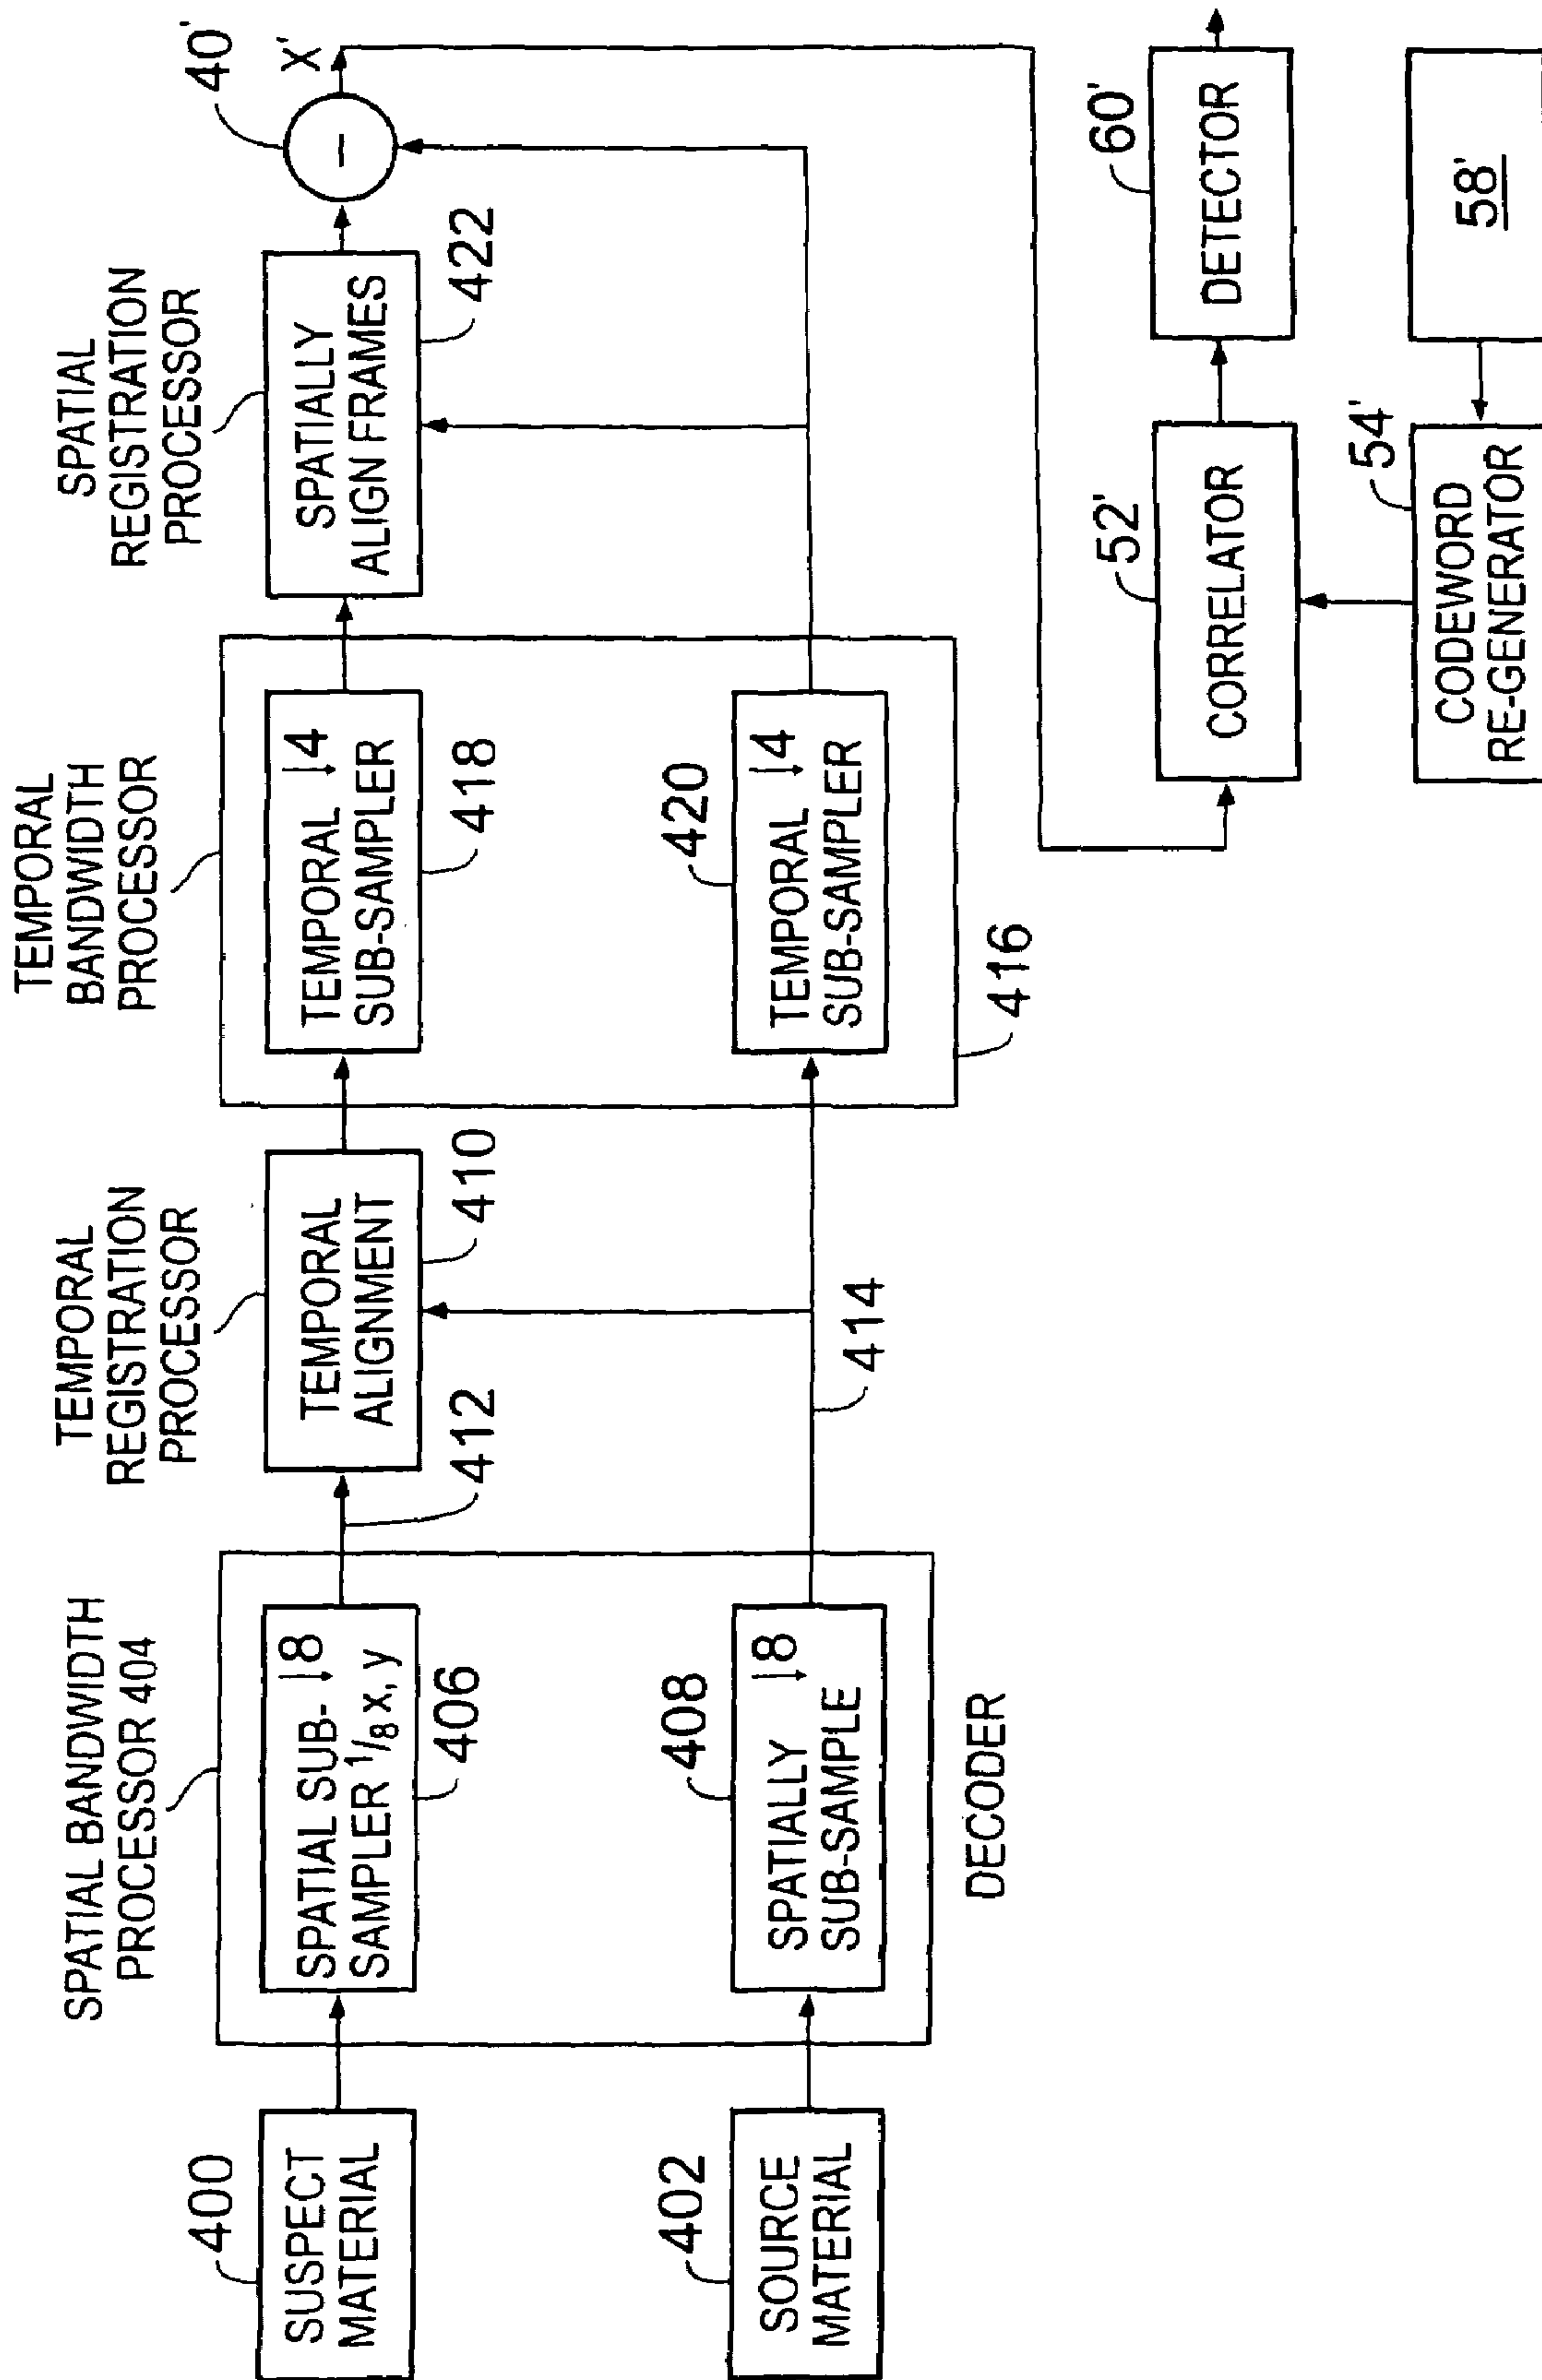 SUSPECT
MATERIAL
400
SOURCE
MATERIAL
402
SPATIAL BANDWIDTH
PROCESSOR 404
SPATIAL SUB- ↓8
SAMPLER 1/8 x, y
406
408
SPATIALLY ↓8
SUB-SAMPLE
DECODER
412
414
TEMPORAL
REGISTRATION
PROCESSOR
TEMPORAL
ALIGNMENT
410
TEMPORAL
BANDWIDTH
PROCESSOR
TEMPORAL ↓4
SUB-SAMPLER
418
420
TEMPORAL ↓4
SUB-SAMPLER
416
SPATIAL
REGISTRATION
PROCESSOR
SPATIALLY
ALIGN FRAMES
422
40'
−
X'
52'
CORRELATOR
60'
DETECTOR
54'
CODEWORD
RE-GENERATOR
58'